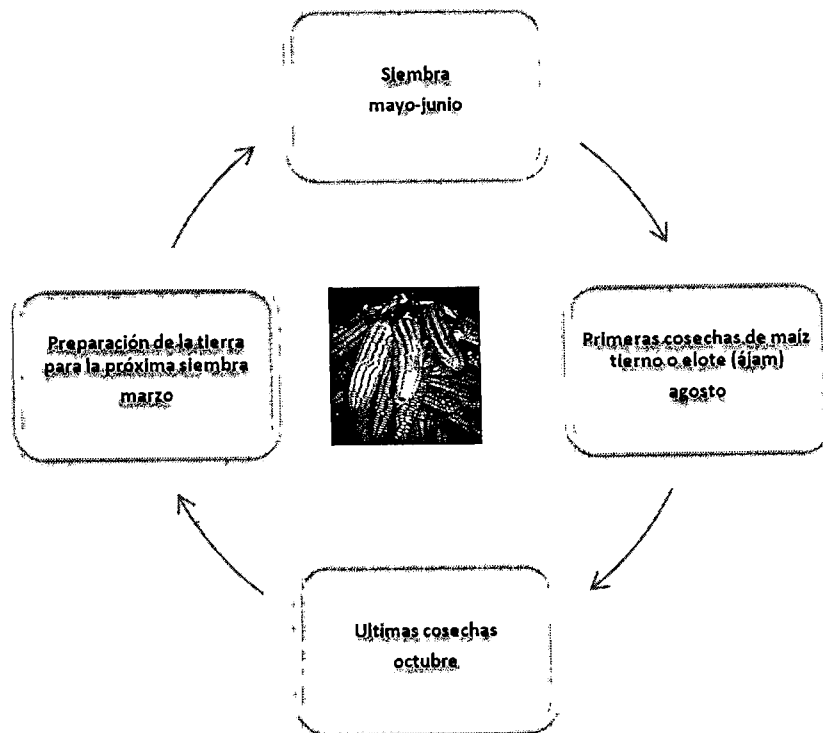 Siembra
mayo-junio
Primeras cosechas de maíz
tierno o elote (ájam)
agosto
Ultimas cosechas
octubre
Preparación de la tierra
para la próxima siembra
marzo